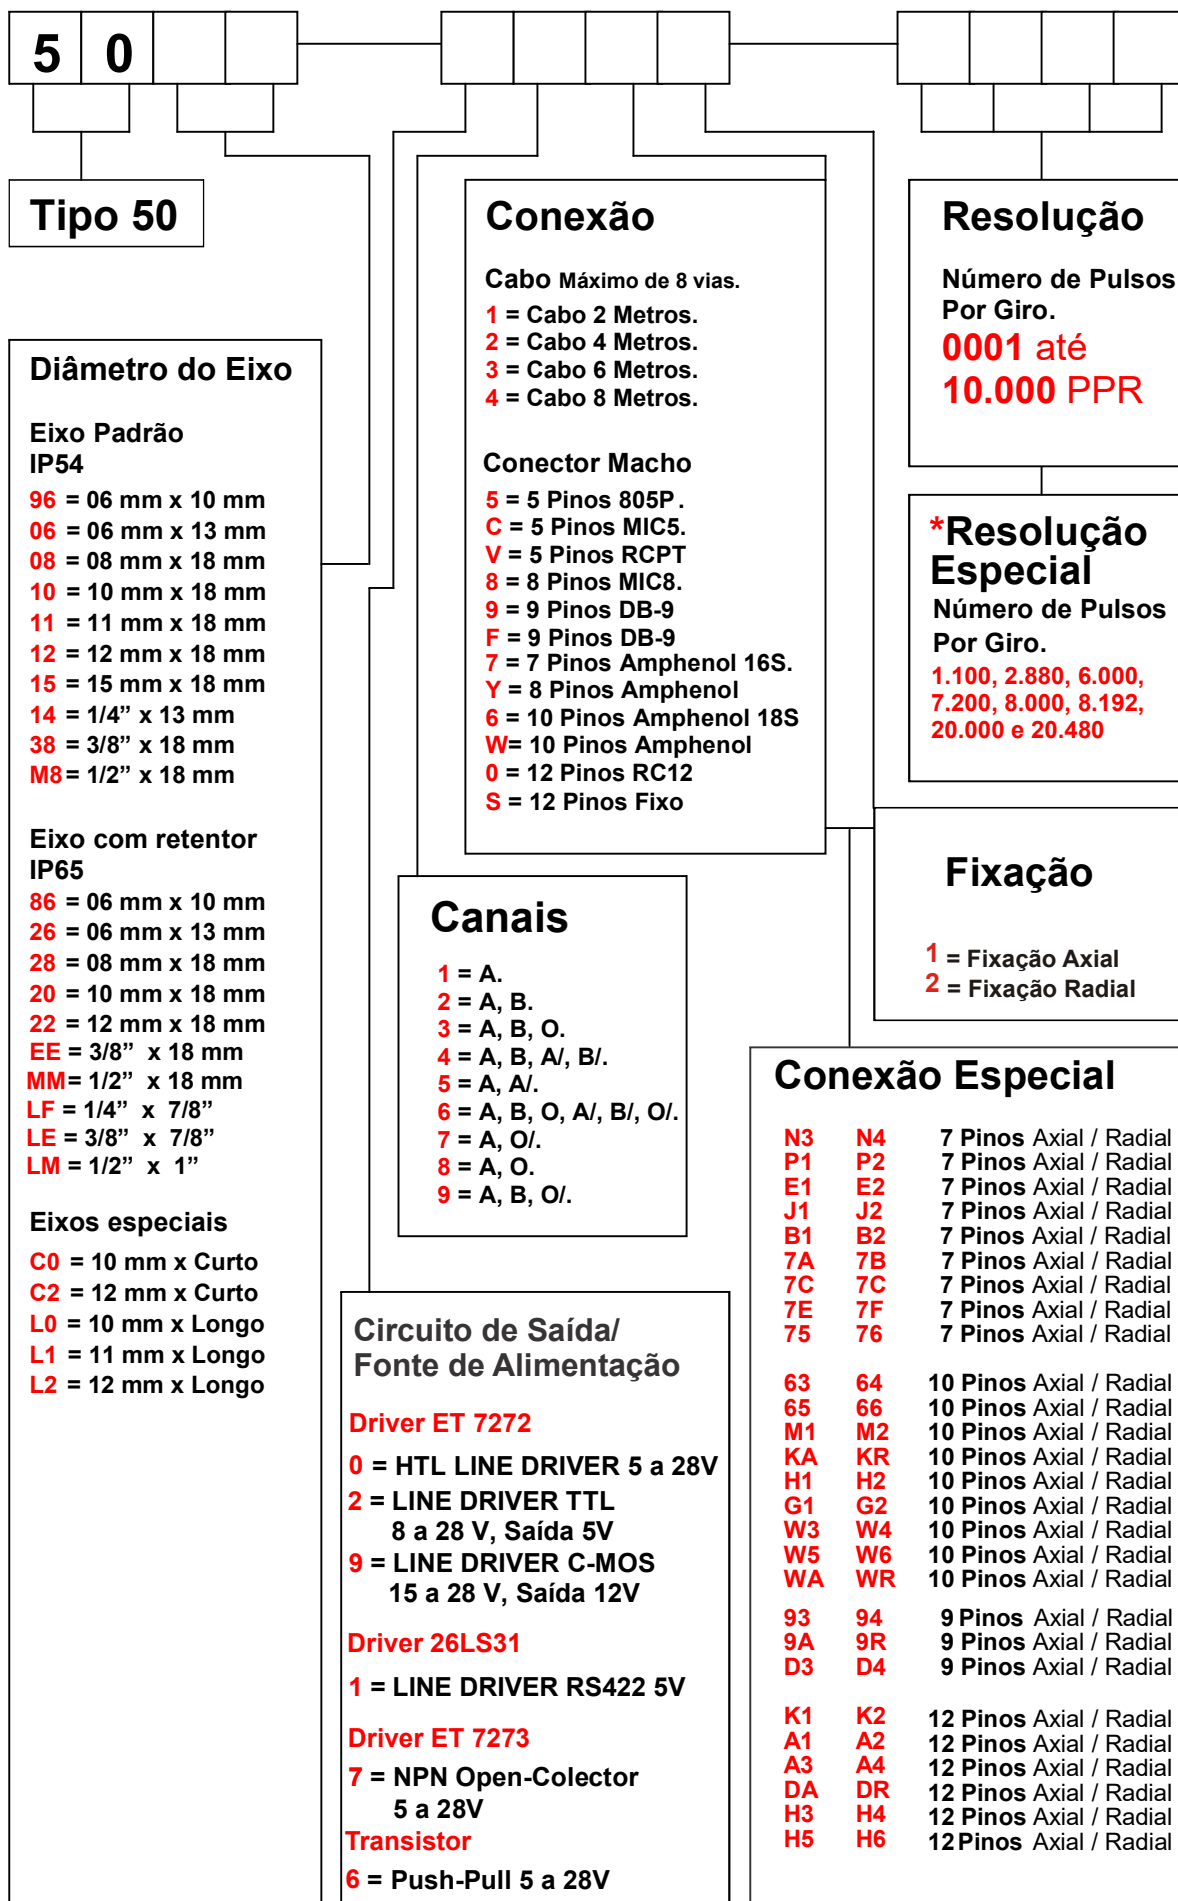 5 0
Tipo 50
Diâmetro do Eixo
Eixo Padrão
IP54
96 = 06 mm x 10 mm
06 = 06 mm x 13 mm
08 = 08 mm x 18 mm
10 = 10 mm x 18 mm
11 = 11 mm x 18 mm
12 = 12 mm x 18 mm
15 = 15 mm x 18 mm
14 = 1/4” x 13 mm
38 = 3/8” x 18 mm
M8 = 1/2” x 18 mm
Eixo com retentor
IP65
86 = 06 mm x 10 mm
26 = 06 mm x 13 mm
28 = 08 mm x 18 mm
20 = 10 mm x 18 mm
22 = 12 mm x 18 mm
EE = 3/8” x 18 mm
MM= 1/2” x 18 mm
LF = 1/4” x 7/8”
LE = 3/8” x 7/8”
LM = 1/2” x 1”
Eixos especiais
C0 = 10 mm x Curto
C2 = 12 mm x Curto
L0 = 10 mm x Longo
L1 = 11 mm x Longo
L2 = 12 mm x Longo
Conexão
Cabo Máximo de 8 vias.
1 = Cabo 2 Metros.
2 = Cabo 4 Metros.
3 = Cabo 6 Metros.
4 = Cabo 8 Metros.
Conector Macho
5 = 5 Pinos 805P.
C = 5 Pinos MIC5.
V = 5 Pinos RCPT
8 = 8 Pinos MIC8.
9 = 9 Pinos DB-9
F = 9 Pinos DB-9
7 = 7 Pinos Amphenol 16S.
Y = 8 Pinos Amphenol
6 = 10 Pinos Amphenol 18S
W= 10 Pinos Amphenol
0 = 12 Pinos RC12
S = 12 Pinos Fixo
Canais
1 = A.
2 = A, B.
3 = A, B, O.
4 = A, B, A/, B/.
5 = A, A/.
6 = A, B, O, A/, B/, O/.
7 = A, O/.
8 = A, O.
9 = A, B, O/.
Circuito de Saída/
Fonte de Alimentação
Driver ET 7272
0 = HTL LINE DRIVER 5 a 28V
2 = LINE DRIVER TTL
8 a 28 V, Saída 5V
9 = LINE DRIVER C-MOS
15 a 28 V, Saída 12V
Driver 26LS31
1 = LINE DRIVER RS422 5V
Driver ET 7273
7 = NPN Open-Colector
5 a 28V
Transistor
6 = Push-Pull 5 a 28V
Resolução
Número de Pulsos
Por Giro.
0001 até
10.000 PPR
*Resolução
Especial
Número de Pulsos
Por Giro.
1.100, 2.880, 6.000,
7.200, 8.000, 8.192,
20.000 e 20.480
Fixação
1 = Fixação Axial
2 = Fixação Radial
Conexão Especial
N3 N4 7 Pinos Axial / Radial
P1 P2 7 Pinos Axial / Radial
E1 E2 7 Pinos Axial / Radial
J1 J2 7 Pinos Axial / Radial
B1 B2 7 Pinos Axial / Radial
7A 7B 7 Pinos Axial / Radial
7C 7C 7 Pinos Axial / Radial
7E 7F 7 Pinos Axial / Radial
75 76 7 Pinos Axial / Radial
63 64 10 Pinos Axial / Radial
65 66 10 Pinos Axial / Radial
M1 M2 10 Pinos Axial / Radial
KA KR 10 Pinos Axial / Radial
H1 H2 10 Pinos Axial / Radial
G1 G2 10 Pinos Axial / Radial
W3 W4 10 Pinos Axial / Radial
W5 W6 10 Pinos Axial / Radial
WA WR 10 Pinos Axial / Radial
93 94 9 Pinos Axial / Radial
9A 9R 9 Pinos Axial / Radial
D3 D4 9 Pinos Axial / Radial
K1 K2 12 Pinos Axial / Radial
A1 A2 12 Pinos Axial / Radial
A3 A4 12 Pinos Axial / Radial
DA DR 12 Pinos Axial / Radial
H3 H4 12 Pinos Axial / Radial
H5 H6 12 Pinos Axial / Radial